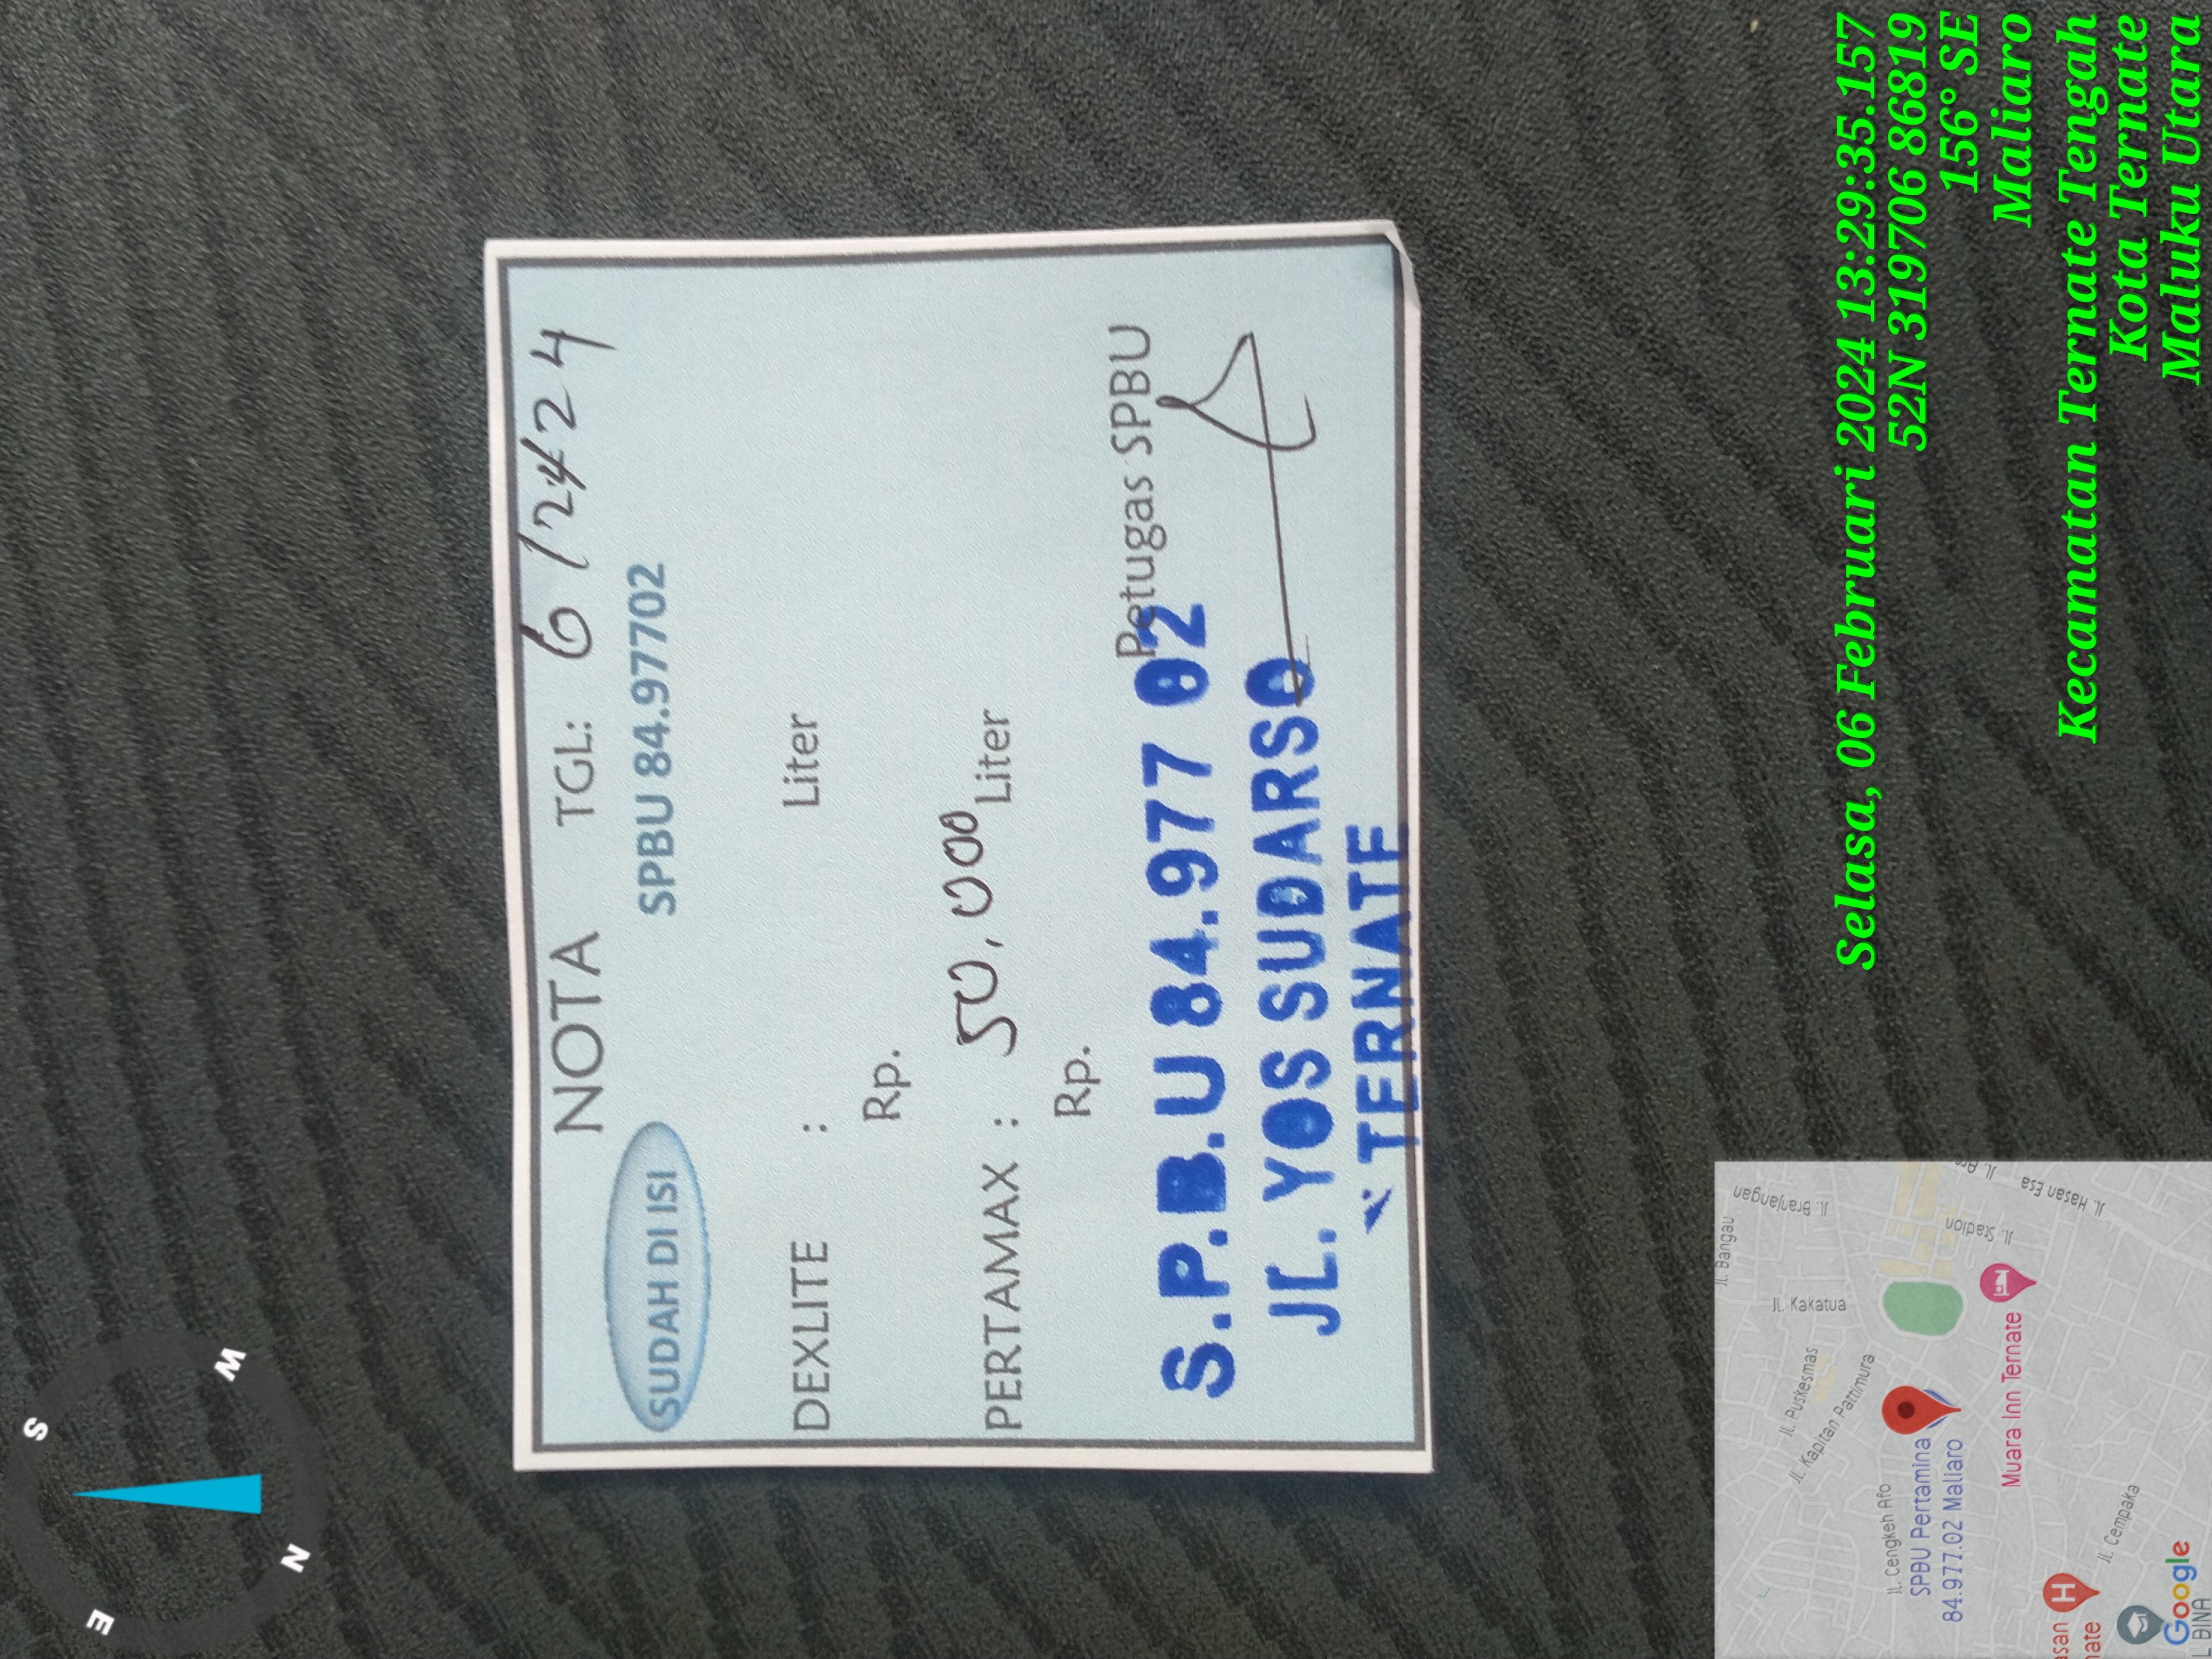 NOTA TGL: 6/2-24
SUDAH DI ISI SPBU 84.97702
DEXLITE : Liter
Rp.
PERTAMAX : 50,000 Liter
Rp.
Petugas SPBU
S.P.B.U 84.977 02
JL. YOS SUDARSO
TERNATE
Selasa, 06 Februari 2024 13:29:35.157
52N 319706 86819
156° SE
Maliaro
Kecamatan Ternate Tengah
Kota Ternate
Maluku Utara
S
W
N
E
Jl. Bangau
Jl. Branjangan
Jl. Kakatua
Jl. Puskesmas
Jl. Kapitan Pattimura
Jl. Stadion
Jl. Hasan Esa
Jl. Cengkeh Afo
SPBU Pertamina
84.977.02 Maliaro
Muara Inn Ternate
Jl. Cempaka
H
Google